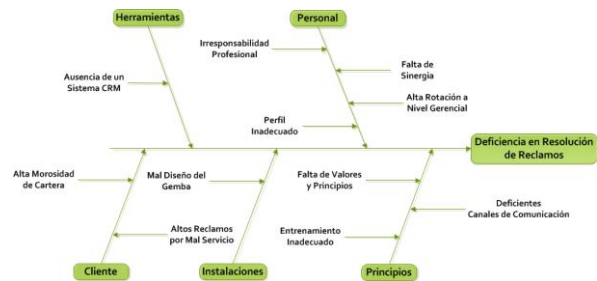 Herramientas
Personal
Irresponsabilidad
Profesional
Falta de
Sinergia
Ausencia de un
Sistema CRM
Alta Rotación a
Nivel Gerencial
Perfil
Inadecuado
Deficiencia en Resolución
de Reclamos
Alta Morosidad
de Cartera
Mal Diseño del
Gemba
Falta de Valores
y Principios
Deficientes
Canales de Comunicación
Altos Reclamos
por Mal Servicio
Entrenamiento
Inadecuado
Cliente
Instalaciones
Principios